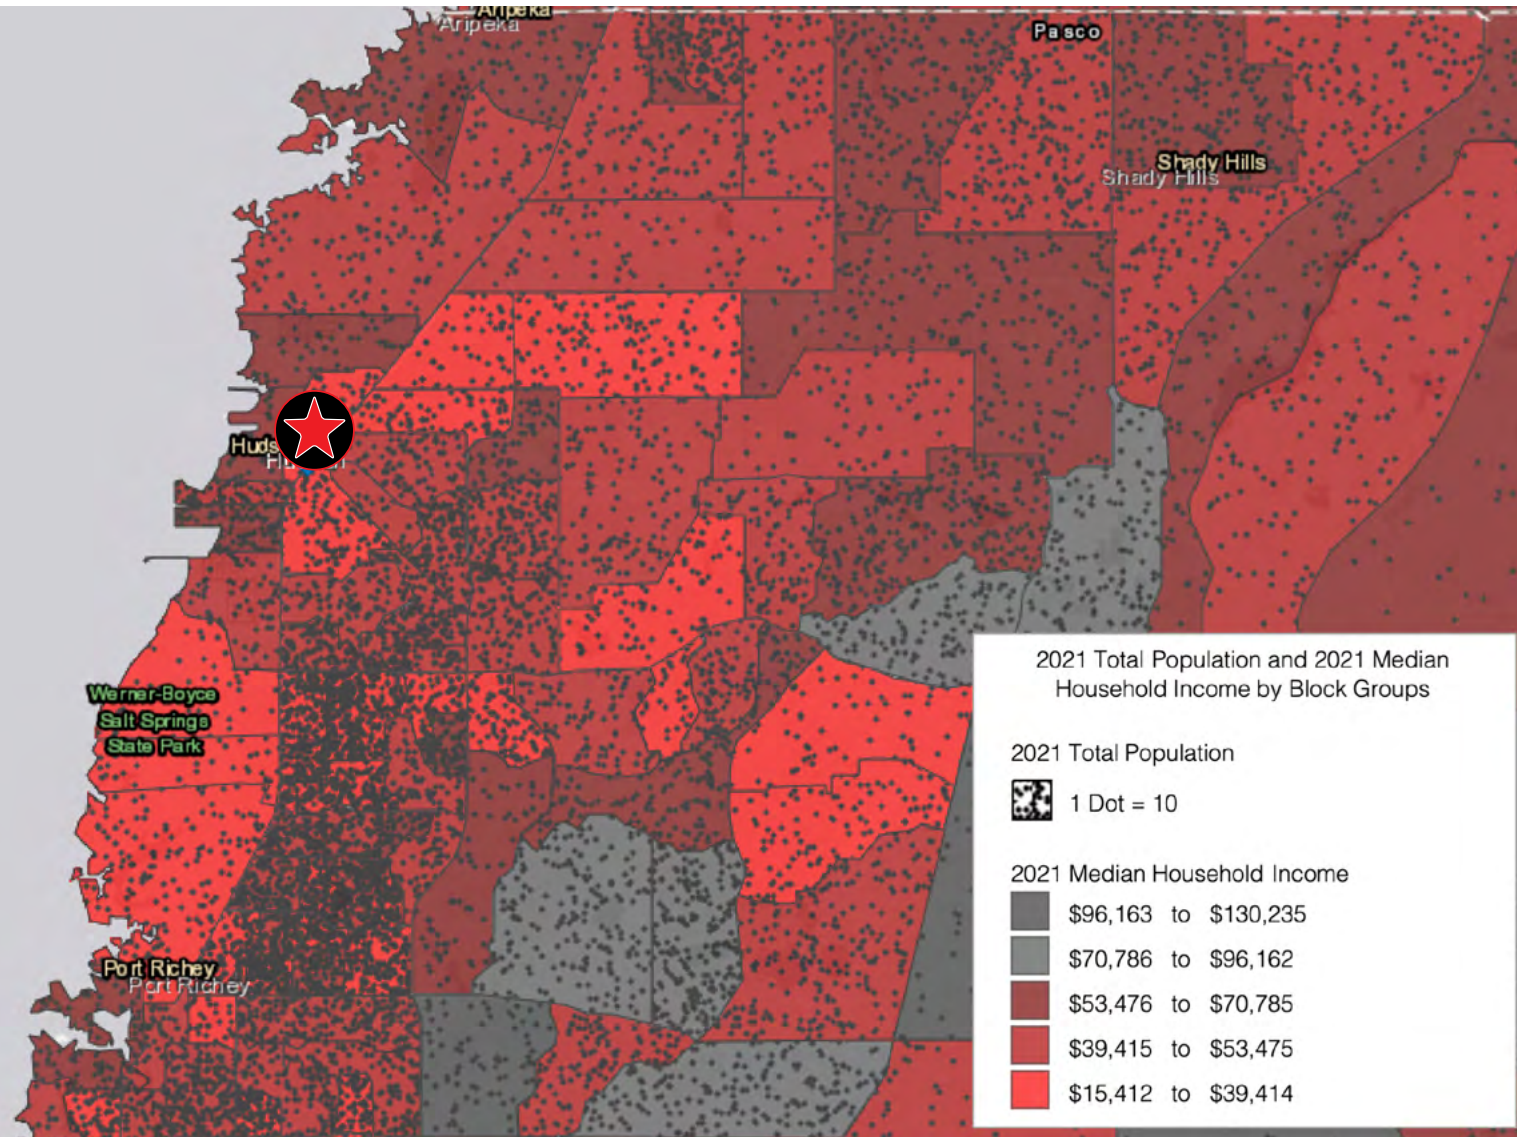 Aripeka
Aripeka
Pasco
Shady Hills
Shady Hills
Huds
Werner-Boyce
Salt Springs
State Park
Port Richey
Port Richey
2021 Total Population and 2021 Median
Household Income by Block Groups
2021 Total Population
1 Dot = 10
2021 Median Household Income
$96,163 to $130,235
$70,786 to $96,162
$53,476 to $70,785
$39,415 to $53,475
$15,412 to $39,414